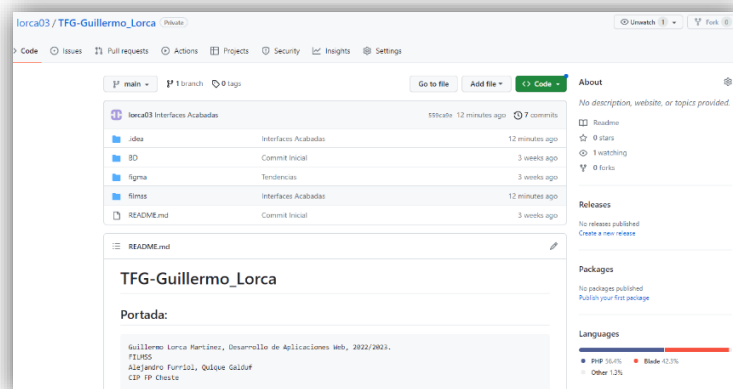 lorca03 / TFG-Guillermo_Lorca Private
Unwatch 1 Fork 0
Code Issues Pull requests Actions Projects Security Insights Settings
main 1 branch 0 tags Go to file Add file Code
lorca03 Interfaces Acabadas 12 minutes ago 7 commits
.idea Interfaces Acabadas 12 minutes ago
BD Commit Inicial 3 weeks ago
figma Tendencias 3 weeks ago
filmss Interfaces Acabadas 12 minutes ago
README.md Commit Inicial 3 weeks ago
README.md
TFG-Guillermo_Lorca
Portada:
Guillermo Lorca Martínez, Desarrollo de Aplicaciones Web, 2022/2023.
FILMSS
Alejandro Furriol, Quique Galduf
CIP FP Cheste
About
No description, website, or topics provided.
Readme
0 stars
1 watching
0 forks
Releases
No releases published
Create a new release
Packages
No packages published
Publish your first package
Languages
PHP 56.4% Blade 42.5%
Other 1.2%